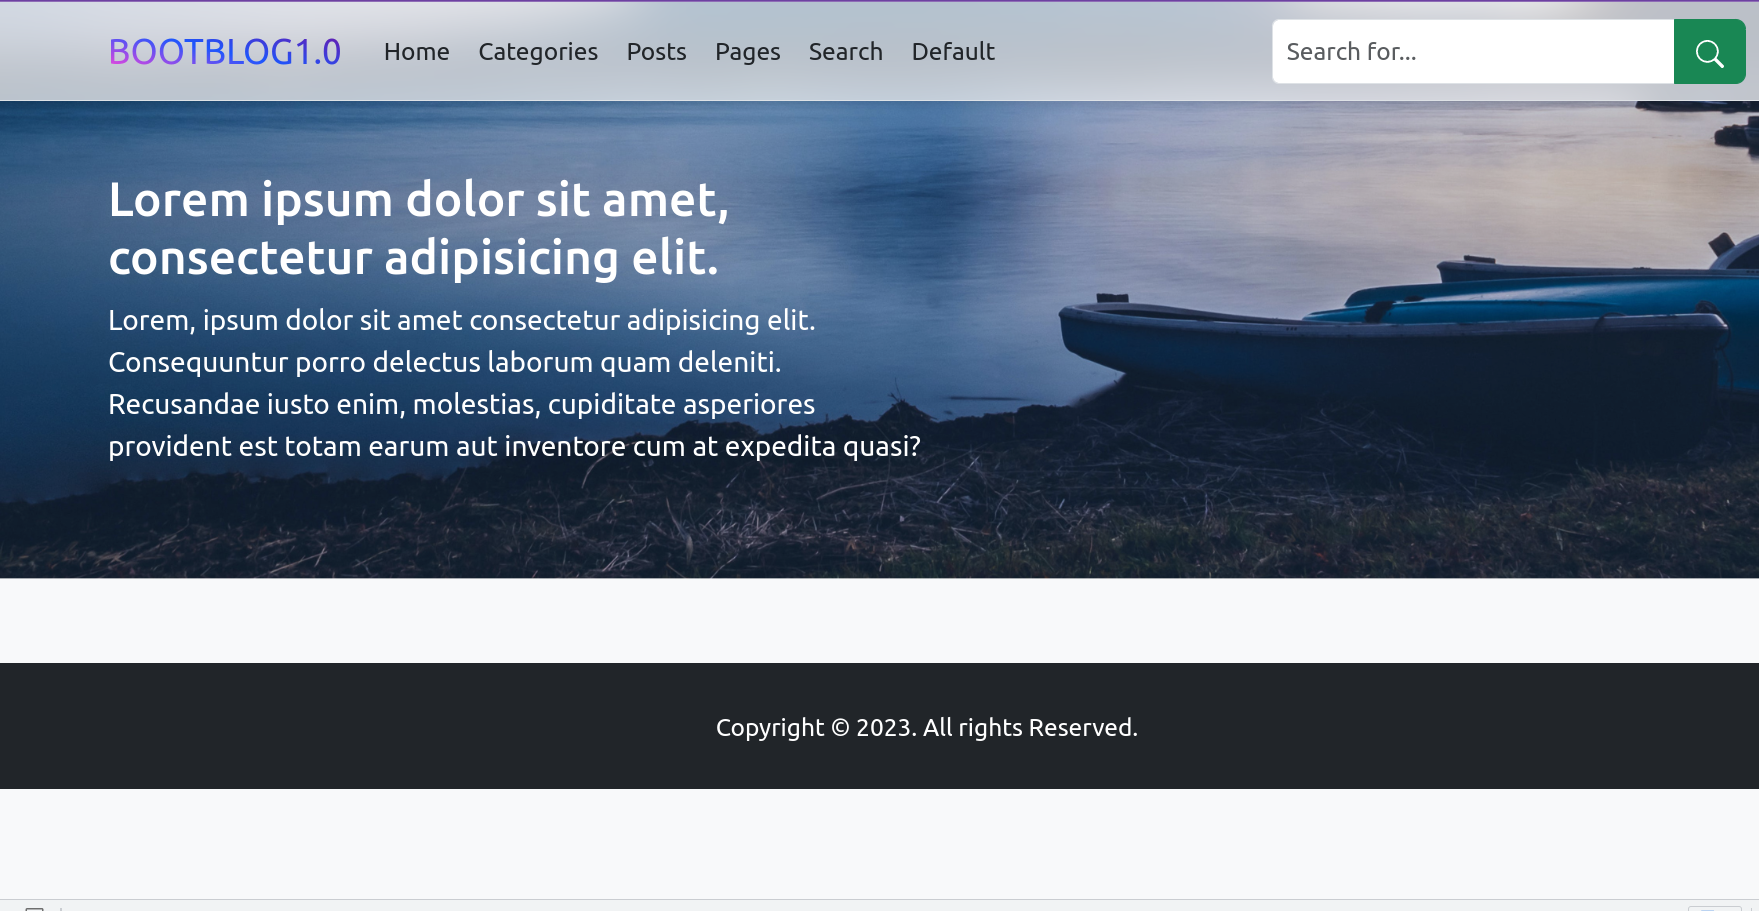 BOOTBLOG1.0 Home Categories Posts Pages Search Default Search for...
Lorem ipsum dolor sit amet,
consectetur adipisicing elit.
Lorem, ipsum dolor sit amet consectetur adipisicing elit.
Consequuntur porro delectus laborum quam deleniti.
Recusandae iusto enim, molestias, cupiditate asperiores
provident est totam earum aut inventore cum at expedita quasi?
Copyright © 2023. All rights Reserved.